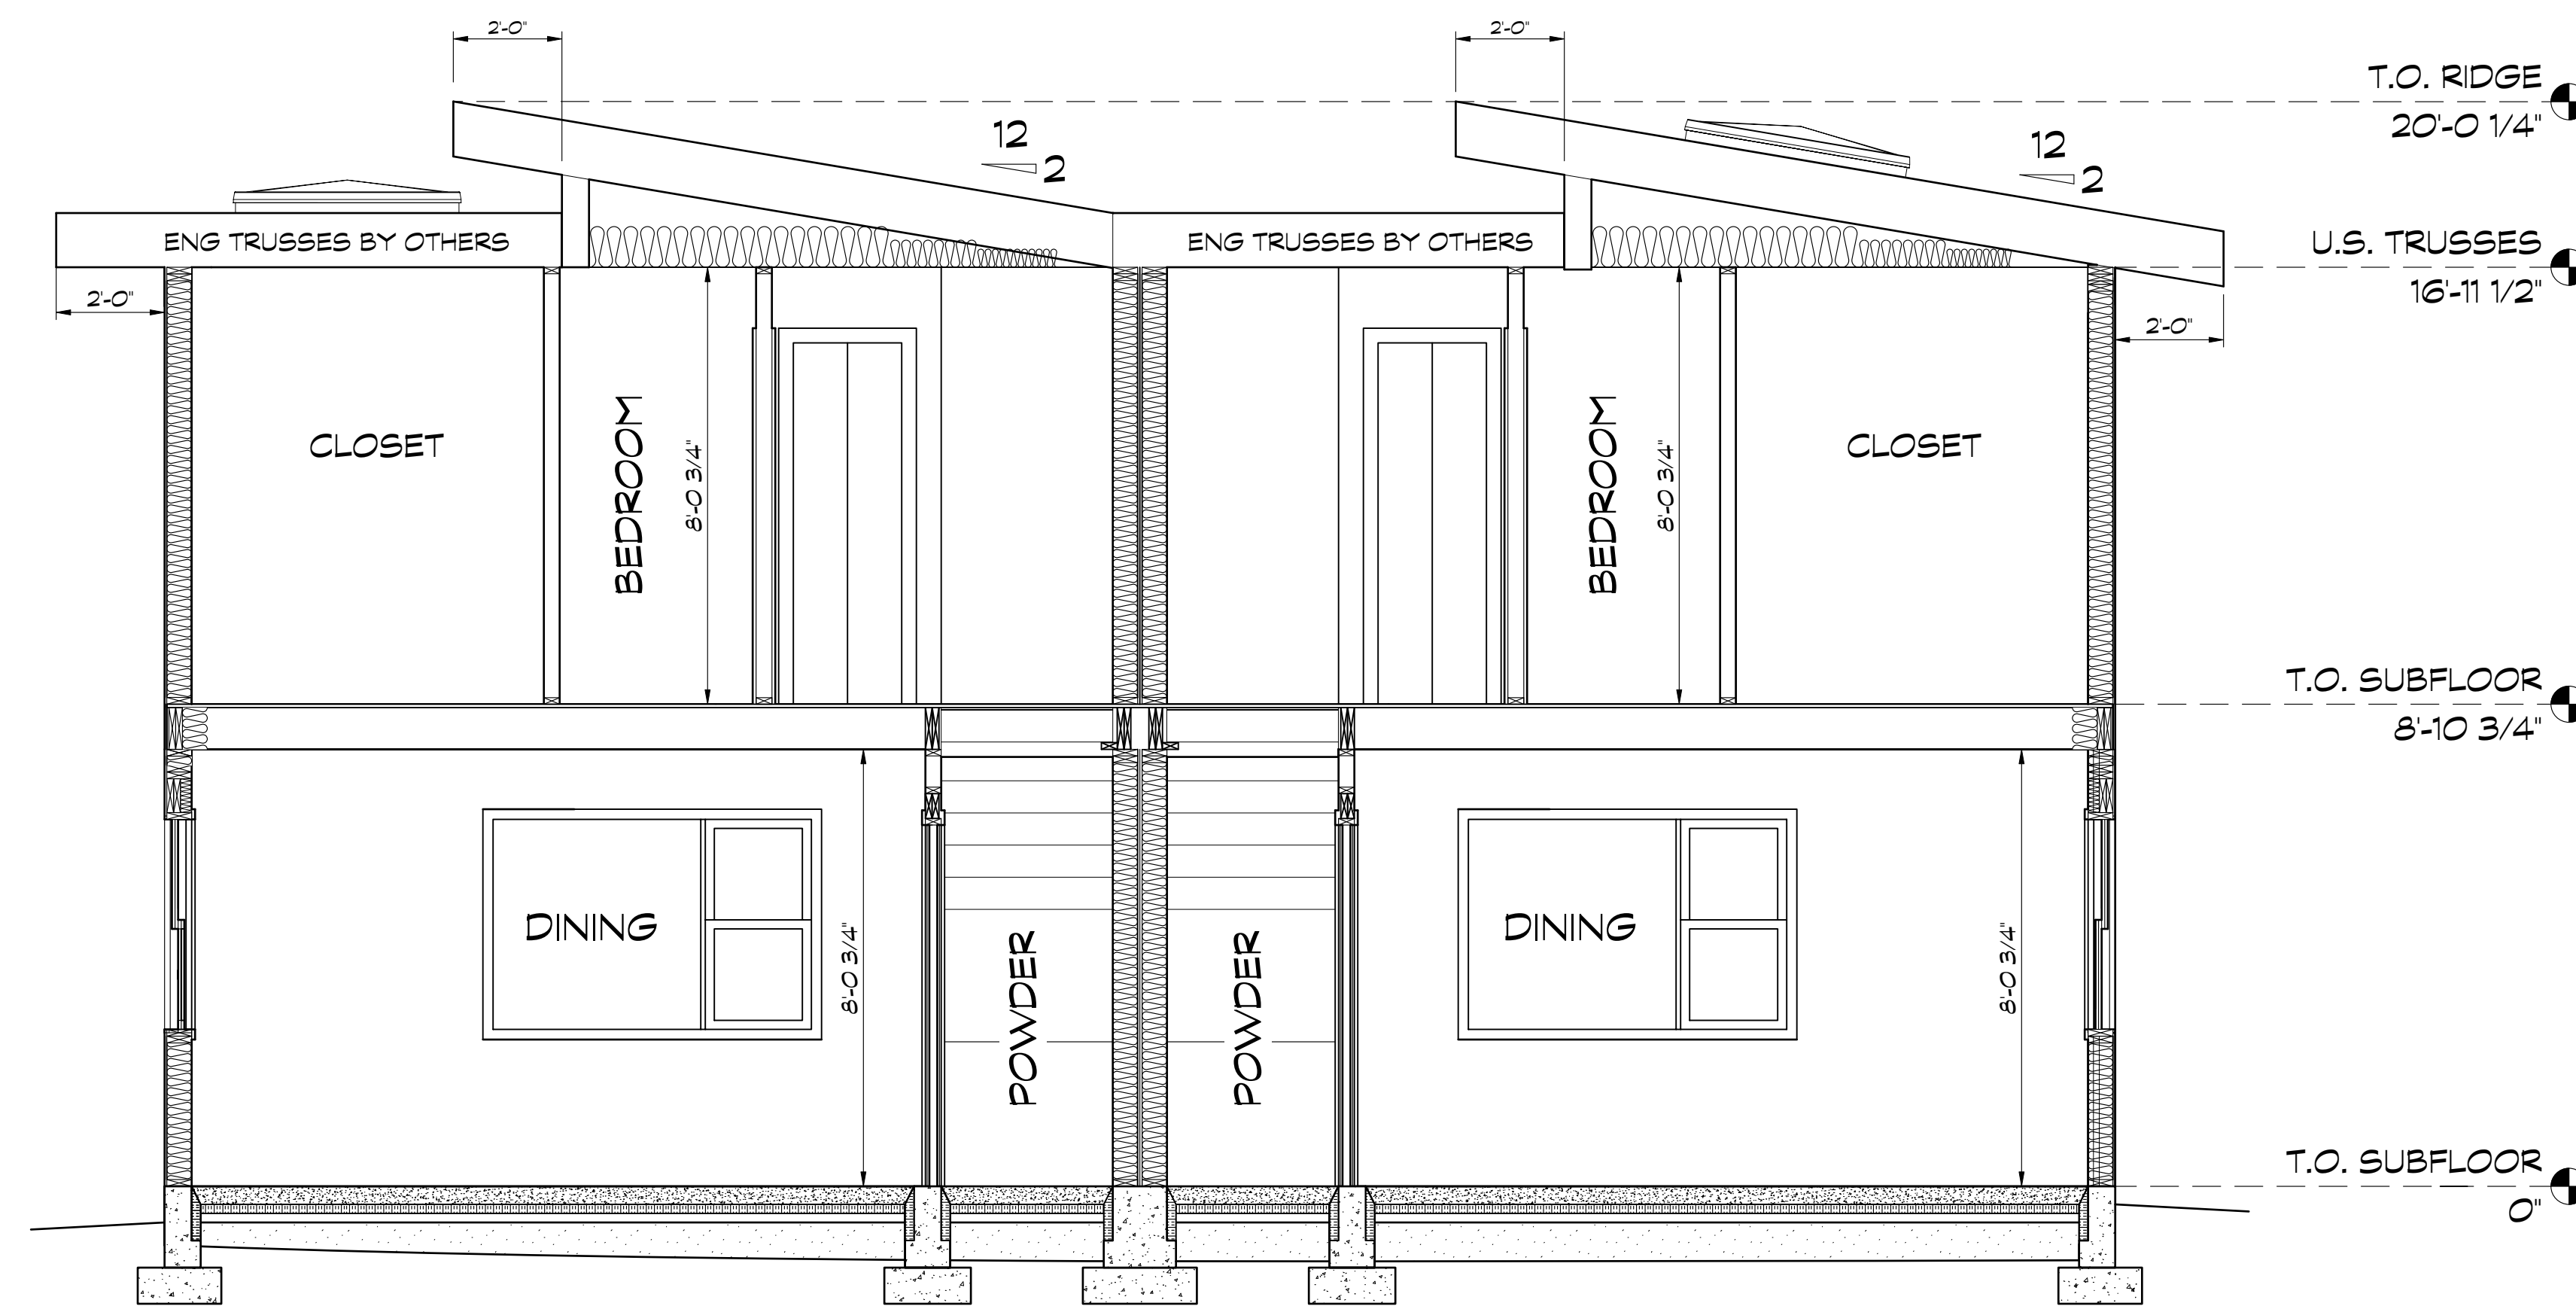 2'-0"
2'-0"
T.O. RIDGE
20'-0 1/4"
12
2
12
2
ENG TRUSSES BY OTHERS
ENG TRUSSES BY OTHERS
U.S. TRUSSES
16'-11 1/2"
2'-0"
2'-0"
CLOSET
BEDROOM
8'-0 3/4"
BEDROOM
8'-0 3/4"
CLOSET
T.O. SUBFLOOR
8'-10 3/4"
DINING
8'-0 3/4"
POWDER
POWDER
DINING
8'-0 3/4"
T.O. SUBFLOOR
0"